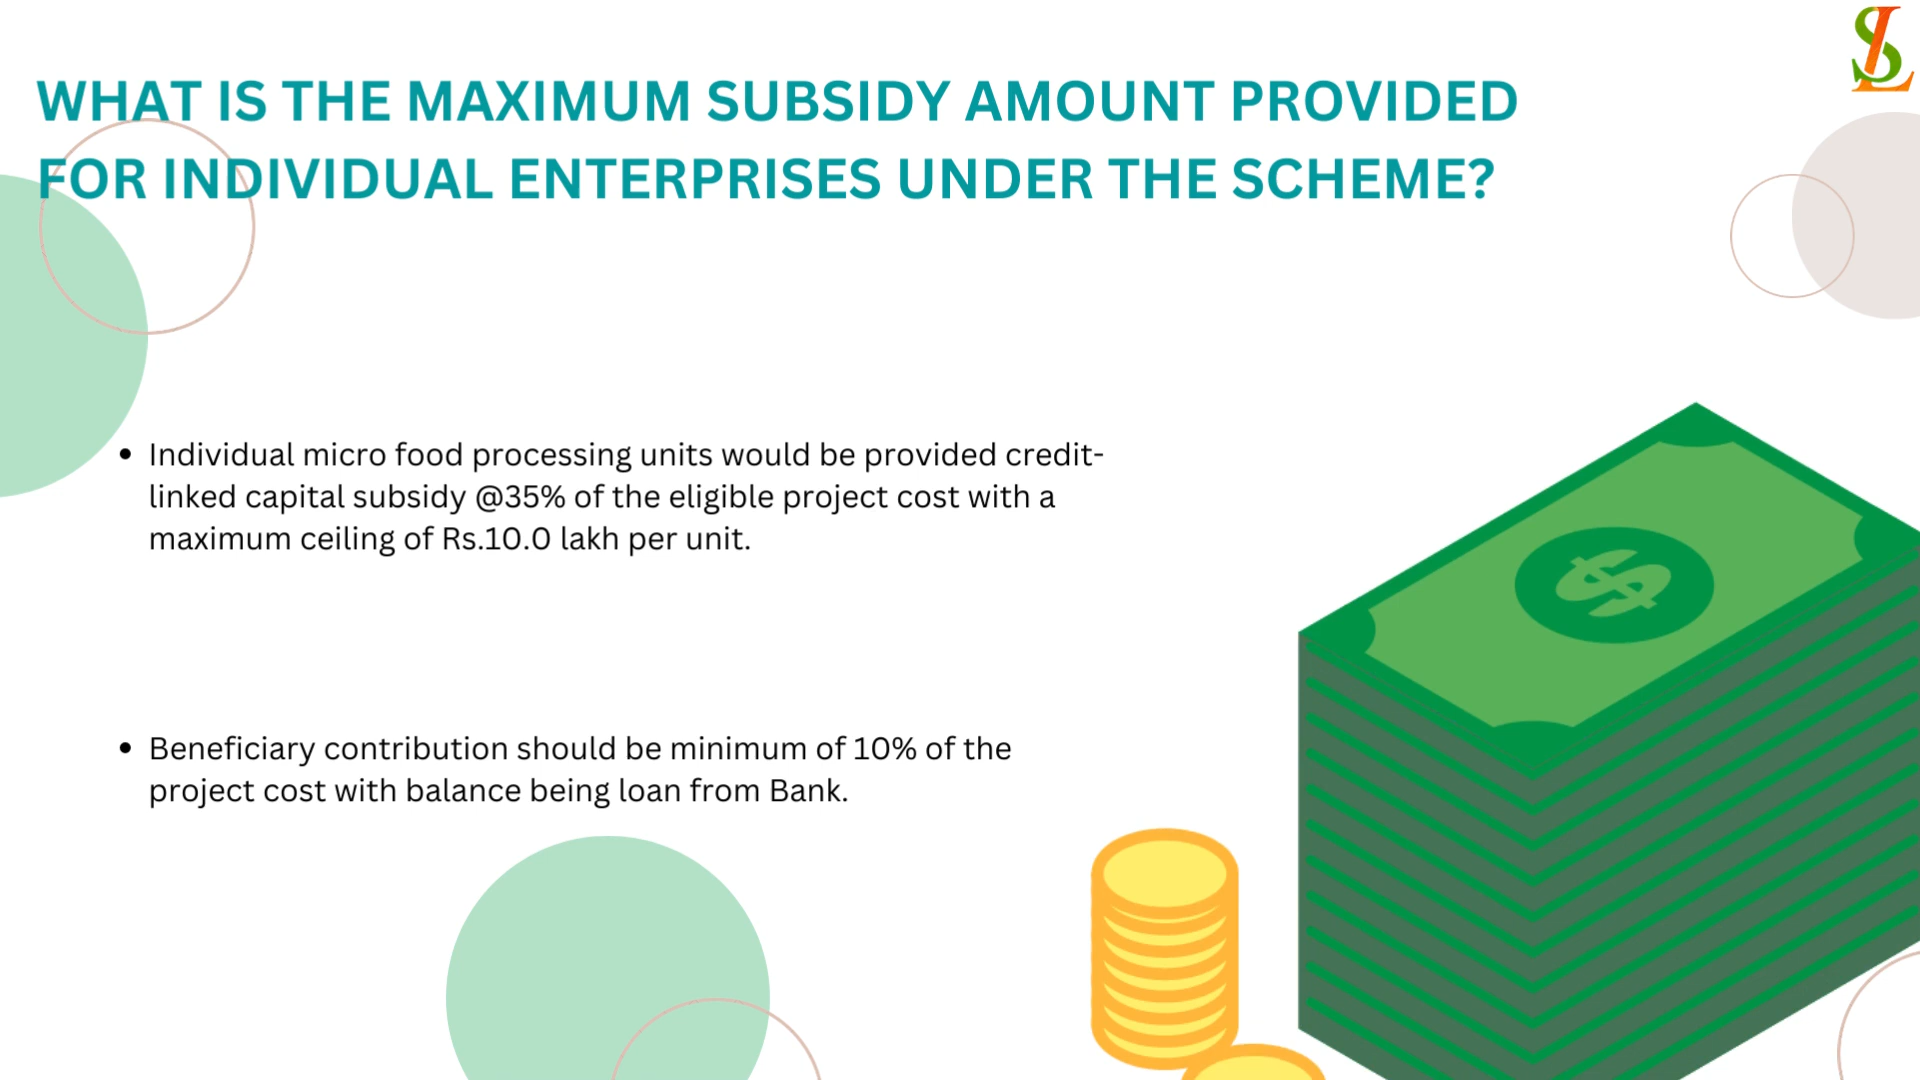 WHAT IS THE MAXIMUM SUBSIDY AMOUNT PROVIDED
FOR INDIVIDUAL ENTERPRISES UNDER THE SCHEME?
• Individual micro food processing units would be provided credit-
linked capital subsidy @35% of the eligible project cost with a
maximum ceiling of Rs.10.0 lakh per unit.
• Beneficiary contribution should be minimum of 10% of the
project cost with balance being loan from Bank.